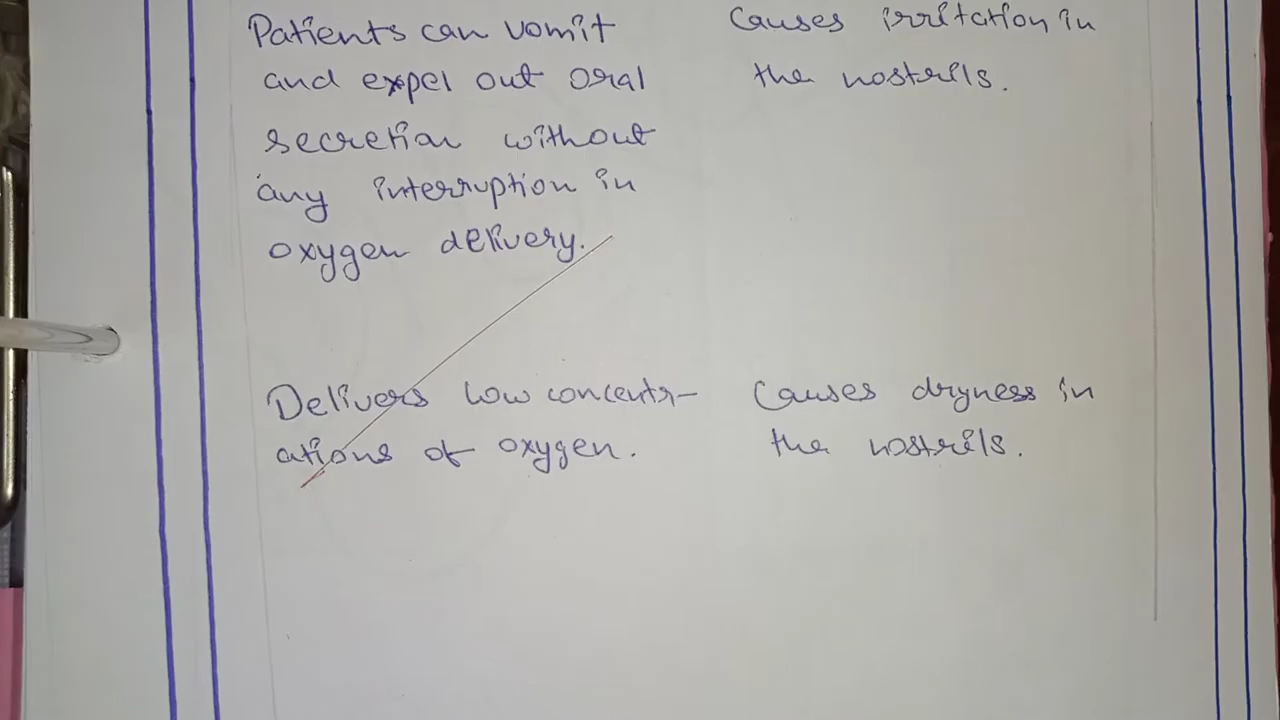 Patients can vomit
and expel out oral
secretion without
any interruption in
oxygen delivery.
Causes irritation in
the nostrils.
Delivers low concentr-
ations of oxygen.
Causes dryness in
the nostrils.